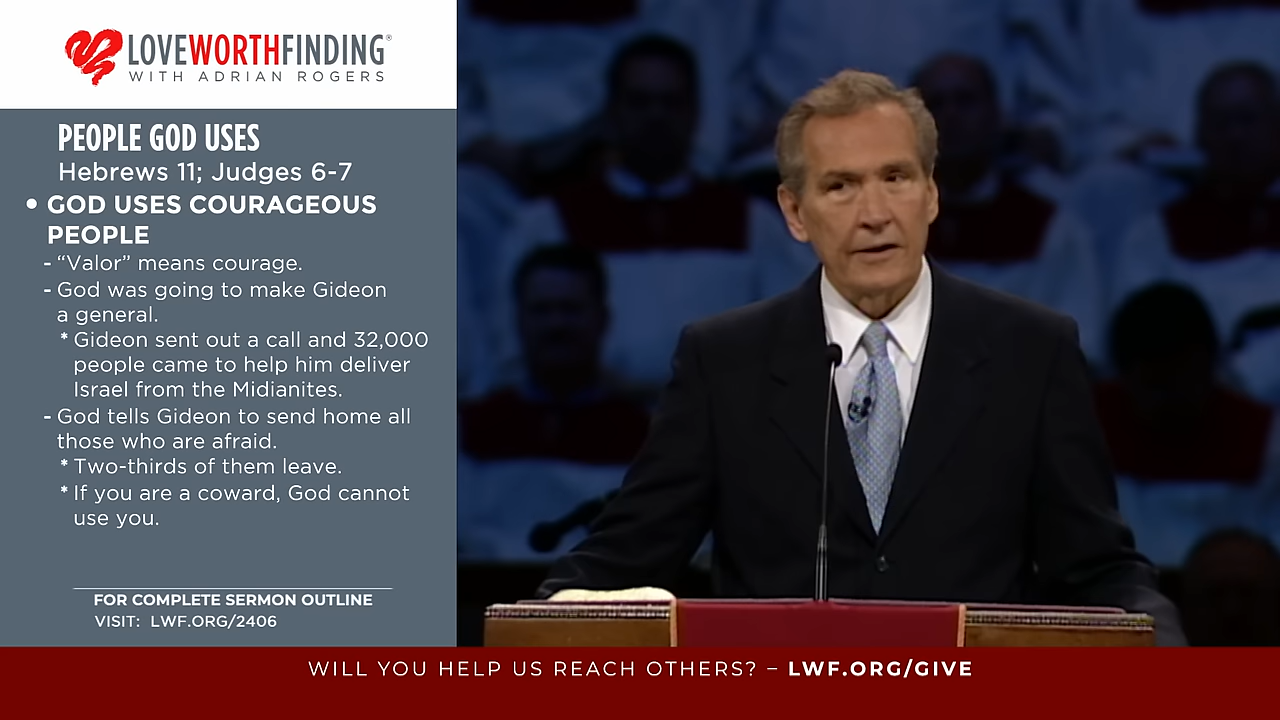 LOVEWORTHFINDING®
WITH ADRIAN ROGERS
PEOPLE GOD USES
Hebrews 11; Judges 6-7
• GOD USES COURAGEOUS
PEOPLE
- “Valor” means courage.
- God was going to make Gideon
a general.
* Gideon sent out a call and 32,000
people came to help him deliver
Israel from the Midianites.
- God tells Gideon to send home all
those who are afraid.
* Two-thirds of them leave.
* If you are a coward, God cannot
use you.
FOR COMPLETE SERMON OUTLINE
VISIT: LWF.ORG/2406
WILL YOU HELP US REACH OTHERS? – LWF.ORG/GIVE